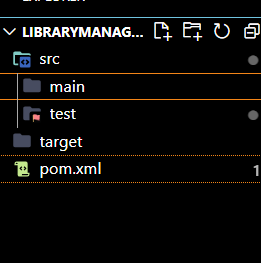 LIBRARYMANAG...
src
main
test
target
pom.xml 1